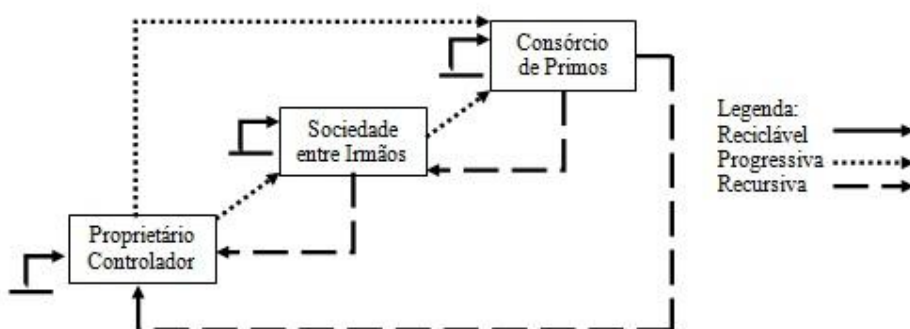 Consórcio
de Primos
Sociedade
entre Irmãos
Proprietário
Controlador
Legenda:
Reciclável
Progressiva
Recursiva